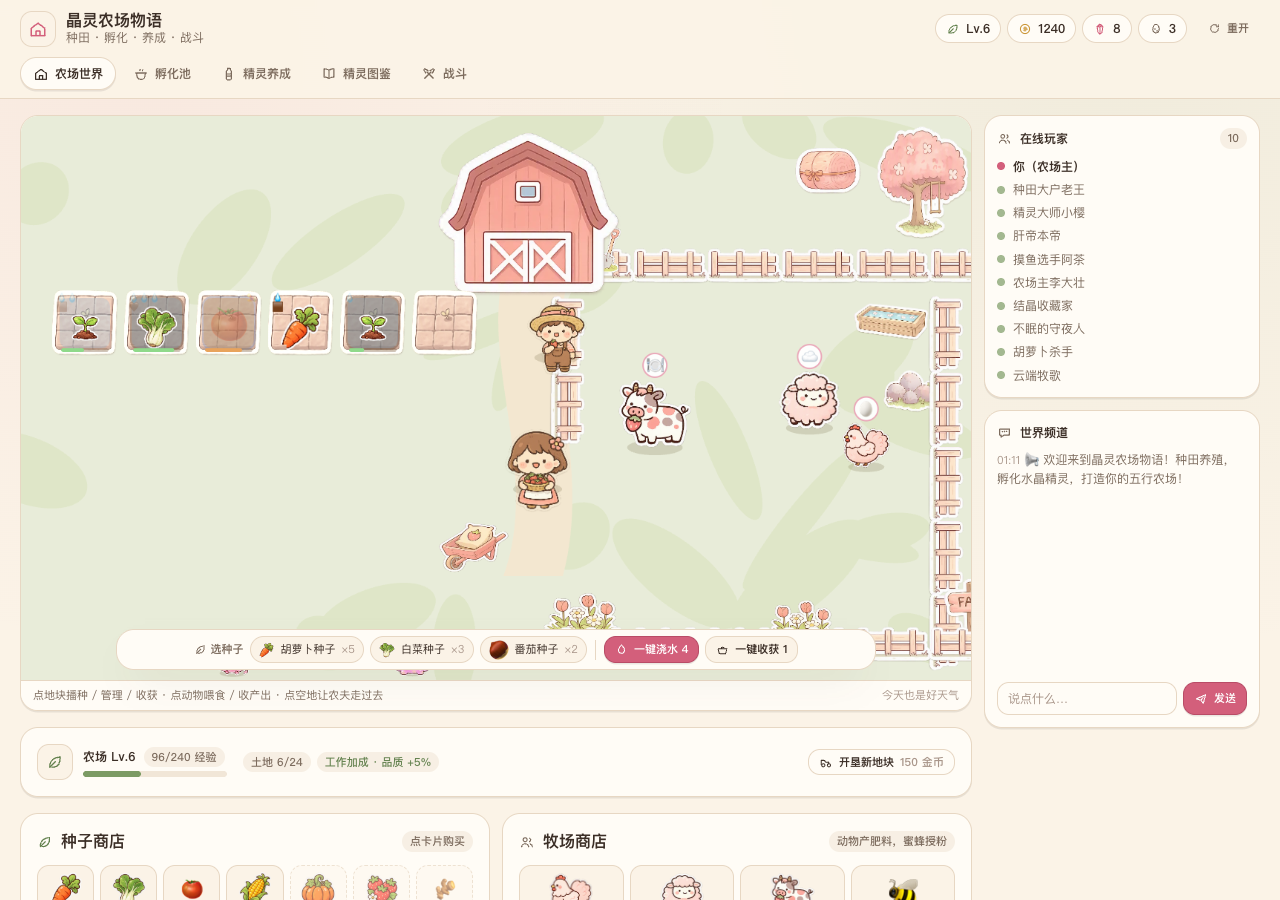 晶灵农场物语
种田 · 孵化 · 养成 · 战斗
Lv.6
1240
8
3
重开
农场世界
孵化池
精灵养成
精灵图鉴
战斗
选种子
胡萝卜种子 ×5
白菜种子 ×3
番茄种子 ×2
一键浇水 4
一键收获 1
点地块播种 / 管理 / 收获 · 点动物喂食 / 收产出 · 点空地让农夫走过去
今天也是好天气
在线玩家
10
你（农场主）
种田大户老王
精灵大师小樱
肝帝本帝
摸鱼选手阿茶
农场主李大壮
结晶收藏家
不眠的守夜人
胡萝卜杀手
云端牧歌
世界频道
01:11 欢迎来到晶灵农场物语！种田养殖，
孵化水晶精灵，打造你的五行农场！
说点什么...
发送
农场 Lv.6
96/240 经验
土地 6/24
工作加成 · 品质 +5%
开垦新地块 150 金币
种子商店
点卡片购买
牧场商店
动物产肥料，蜜蜂授粉